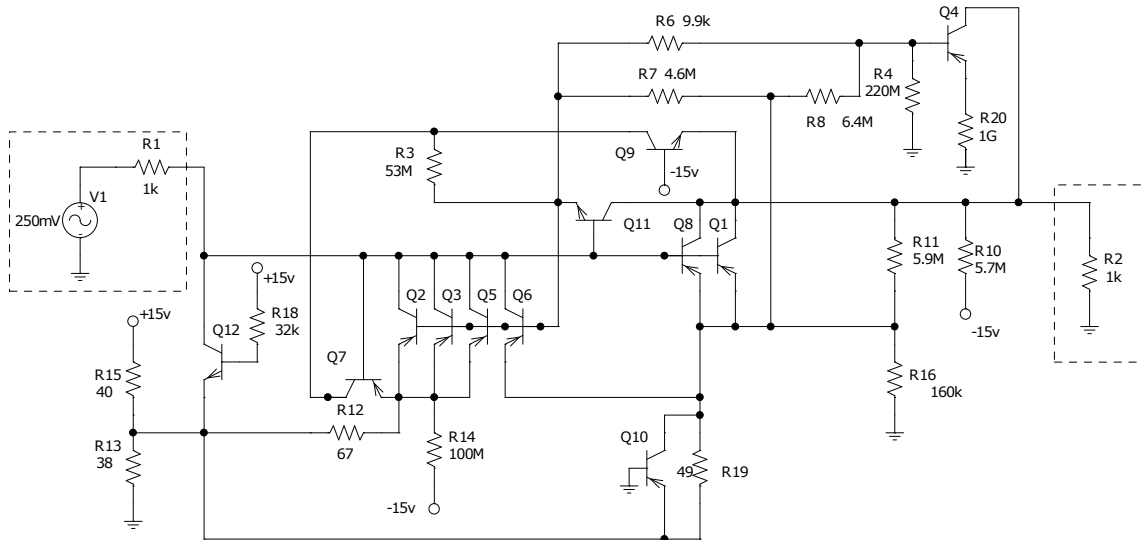 R6 9.9k
Q4
R7 4.6M
R4
220M
R8 6.4M
R20
1G
R1
1k
V1
250mV
R3
53M
Q9
-15v
Q11
Q8
Q1
R11
5.9M
R10
5.7M
-15v
R2
1k
+15v
R18
32k
Q2
Q3
Q5
Q6
+15v
Q12
Q7
R15
40
R12
67
R16
160k
R13
38
R14
100M
-15v
Q10
49
R19